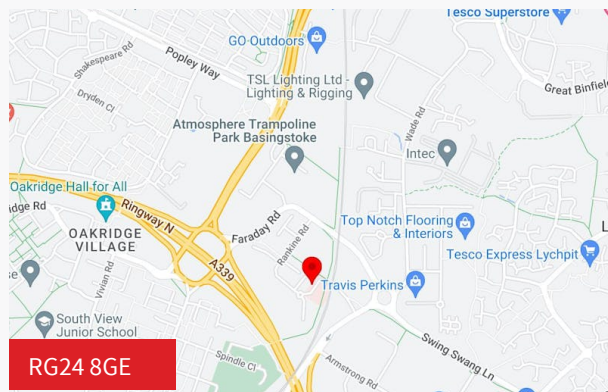 Tesco Superstore
GO Outdoors
Popley Way
Shakespeare Rd
TSL Lighting Ltd -
Lighting & Rigging
Great Binfield
Dryden Cl
Wade Rd
Atmosphere Trampoline
Park Basingstoke
Intec
Oakridge Hall for All
Ringway N
idge Rd
OAKRIDGE
VILLAGE
Faraday Rd
Rankine Rd
Top Notch Flooring
& Interiors
L
A339
Tesco Express Lychpit
Vivian Rd
se
Travis Perkins
South View
Junior School
Swing Swang Ln
Spindle Cl
Armstrong Rd
RG24 8GE